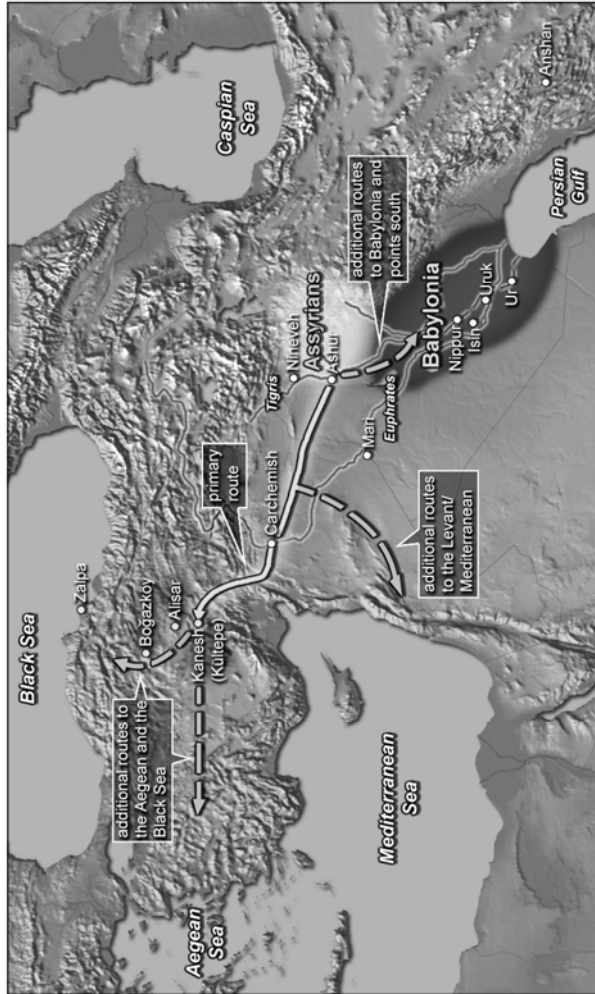 Black Sea
Caspian
Sea
Zalpa
additional routes to
the Aegean and the
Black Sea
Boğazköy
Alisar
Kanesh
(Kültepe)
primary
route
Carchemish
Tigris
Nineveh
Assyrians
Ashur
additional routes
to Babylonia and
points south
Aegean
Sea
Mari
Euphrates
Babylonia
Nippur
Isin
Uruk
Ur
Anshan
additional routes
to the Levant/
Mediterranean
Mediterranean
Sea
Persian
Gulf